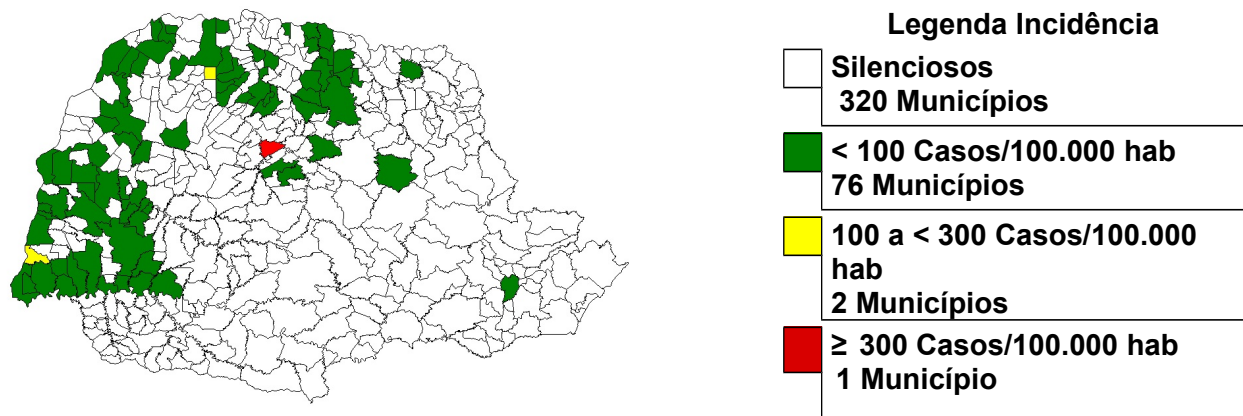 Legenda Incidência
Silenciosos
320 Municípios
< 100 Casos/100.000 hab
76 Municípios
100 a < 300 Casos/100.000
hab
2 Municípios
≥ 300 Casos/100.000 hab
1 Município